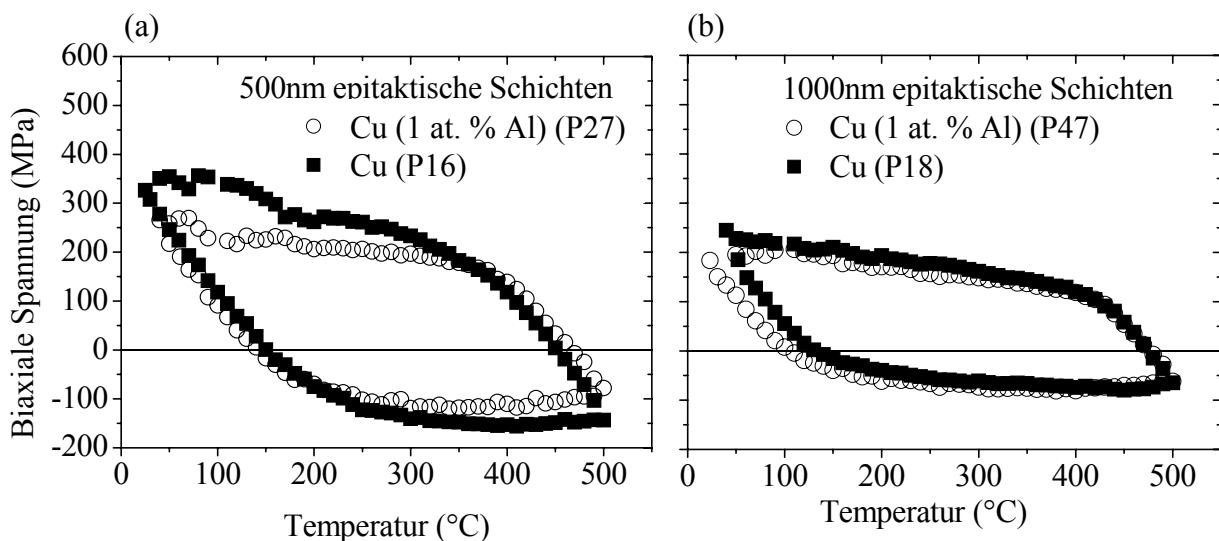 (a)
(b)
600
500
400
300
200
100
0
-100
-200
Biaxiale Spannung (MPa)
500nm epitaktische Schichten
Cu (1 at. % Al) (P27)
Cu (P16)
1000nm epitaktische Schichten
Cu (1 at. % Al) (P47)
Cu (P18)
0 100 200 300 400 500
0 100 200 300 400 500
Temperatur (°C)
Temperatur (°C)